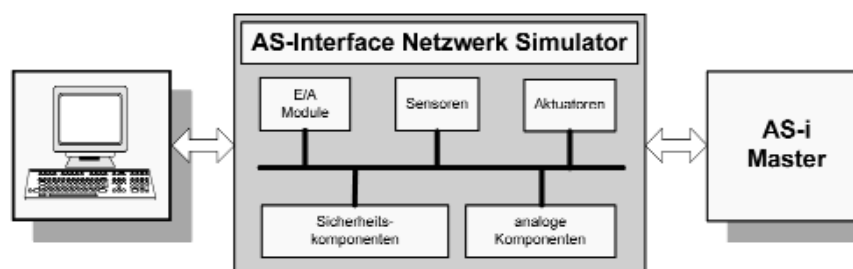 AS-Interface Netzwerk Simulator
E/A
Module
Sensoren
Aktuatoren
AS-i
Master
Sicherheits-
komponenten
analoge
Komponenten